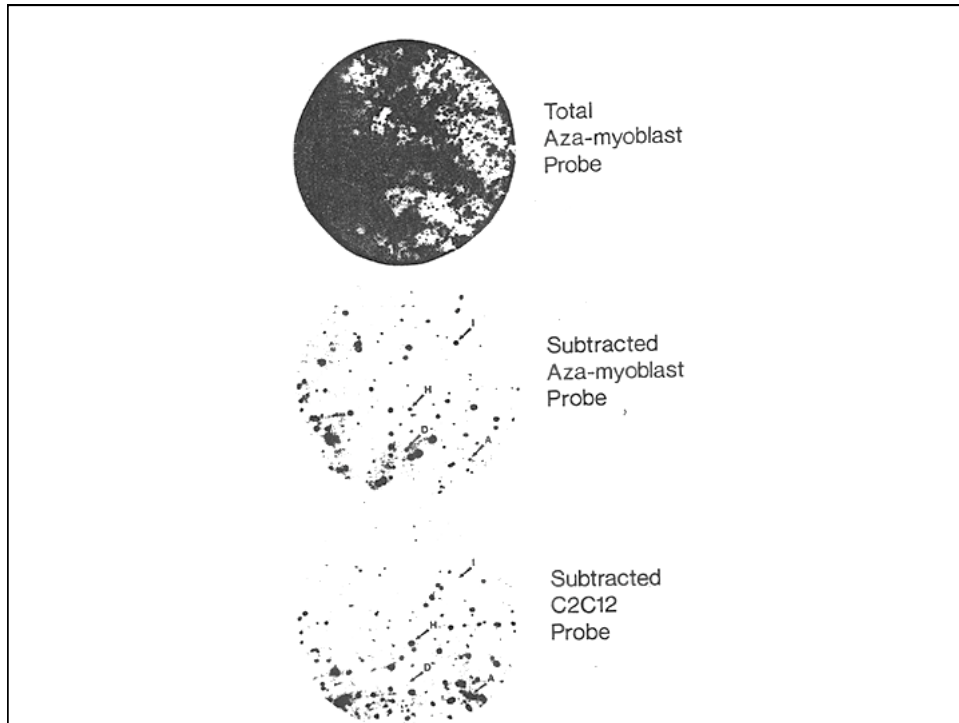 Total
Aza-myoblast
Probe
I
Subtracted
Aza-myoblast
Probe
H
D
A
I
Subtracted
C2C12
Probe
H
D
A